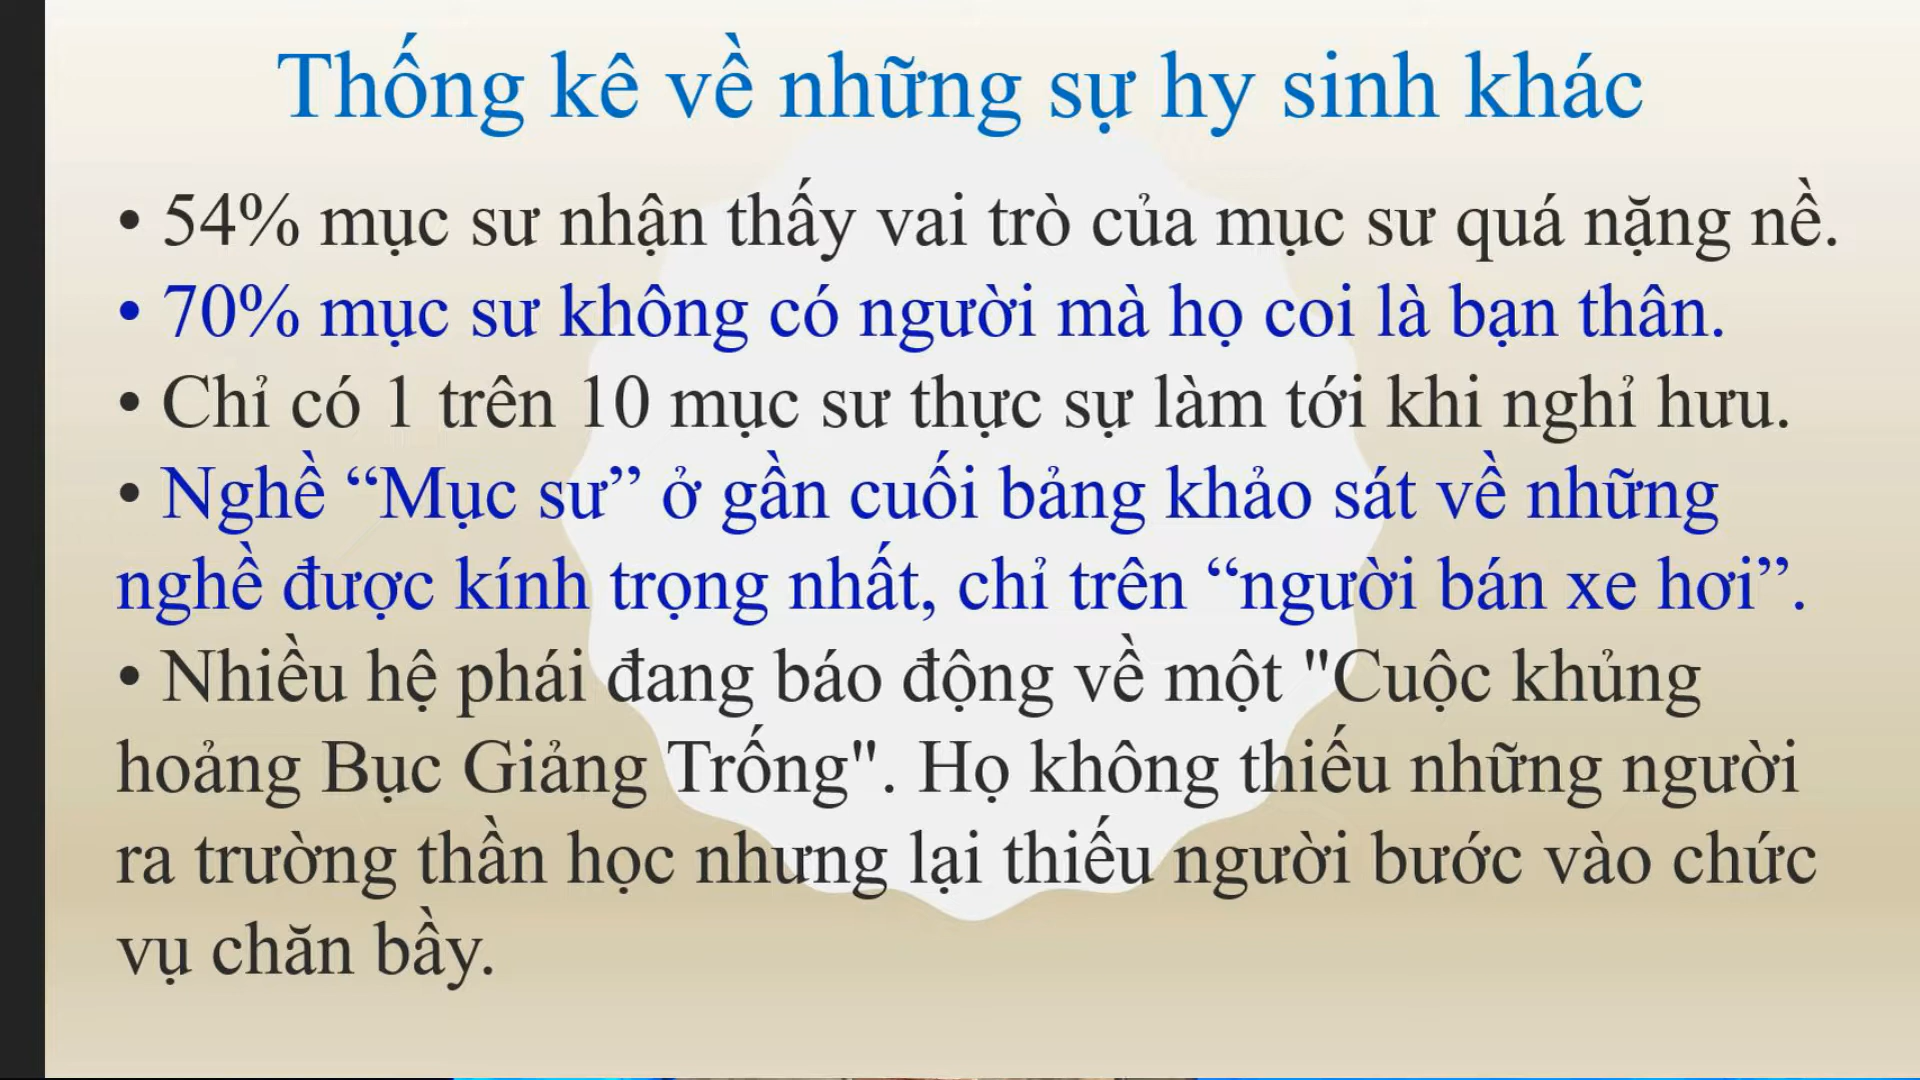 Thống kê về những sự hy sinh khác
• 54% mục sư nhận thấy vai trò của mục sư quá nặng nề.
• 70% mục sư không có người mà họ coi là bạn thân.
• Chỉ có 1 trên 10 mục sư thực sự làm tới khi nghỉ hưu.
• Nghề “Mục sư” ở gần cuối bảng khảo sát về những
nghề được kính trọng nhất, chỉ trên “người bán xe hơi”.
• Nhiều hệ phái đang báo động về một "Cuộc khủng
hoảng Bục Giảng Trống". Họ không thiếu những người
ra trường thần học nhưng lại thiếu người bước vào chức
vụ chăn bầy.